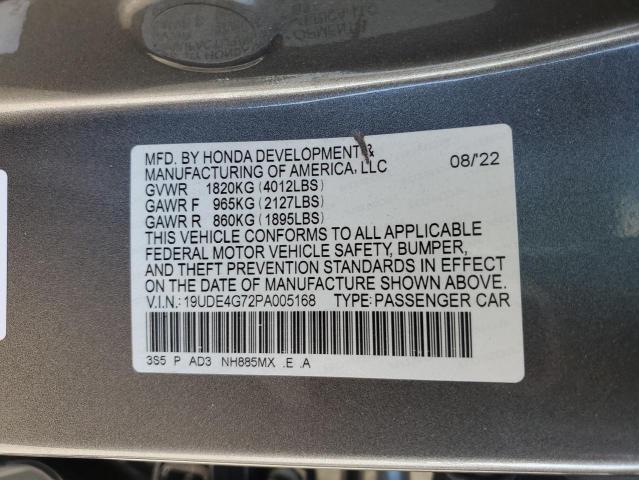 MFD. BY HONDA DEVELOPMENT &
MANUFACTURING OF AMERICA, LLC 08/'22
GVWR 1820KG (4012LBS)
GAWR F 965KG (2127LBS)
GAWR R 860KG (1895LBS)
THIS VEHICLE CONFORMS TO ALL APPLICABLE
FEDERAL MOTOR VEHICLE SAFETY, BUMPER,
AND THEFT PREVENTION STANDARDS IN EFFECT
ON THE DATE OF MANUFACTURE SHOWN ABOVE.
V.I.N.: 19UDE4G72PA005168 TYPE: PASSENGER CAR
3S5 P AD3 NH885MX .E .A